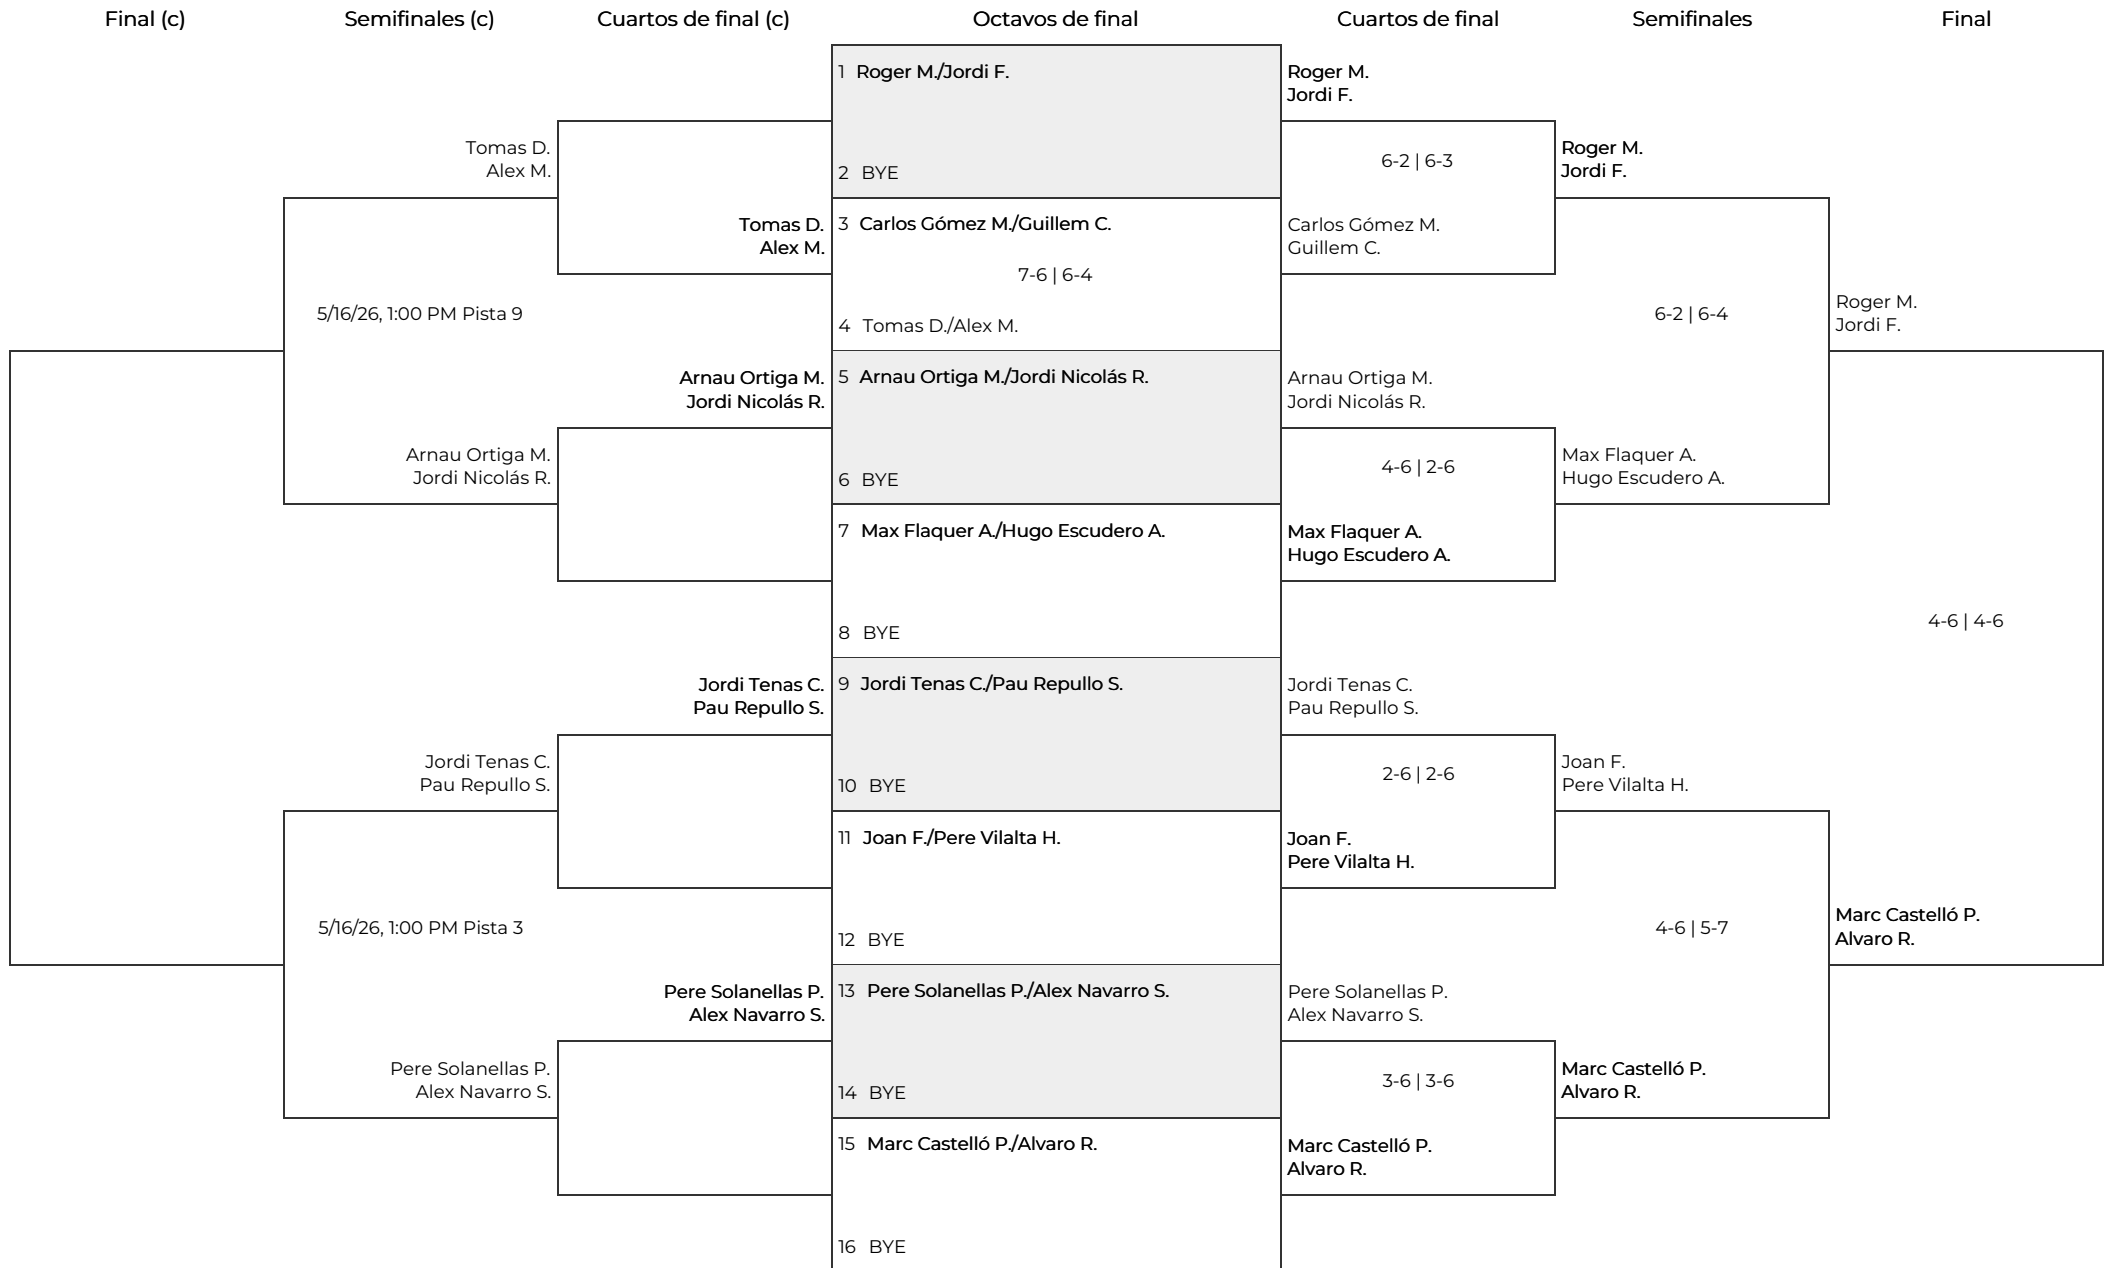 Final (c)
Semifinales (c)
Cuartos de final (c)
Octavos de final
Cuartos de final
Semifinales
Final
Tomas D.
Alex M.
5/16/26, 1:00 PM Pista 9
Arnau Ortiga M.
Jordi Nicolás R.
Jordi Tenas C.
Pau Repullo S.
5/16/26, 1:00 PM Pista 3
Pere Solanellas P.
Alex Navarro S.
Tomas D.
Alex M.
Arnau Ortiga M.
Jordi Nicolás R.
Jordi Tenas C.
Pau Repullo S.
Pere Solanellas P.
Alex Navarro S.
1 Roger M./Jordi F.
2 BYE
3 Carlos Gómez M./Guillem C.
7-6 | 6-4
4 Tomas D./Alex M.
5 Arnau Ortiga M./Jordi Nicolás R.
6 BYE
7 Max Flaquer A./Hugo Escudero A.
8 BYE
9 Jordi Tenas C./Pau Repullo S.
10 BYE
11 Joan F./Pere Vilalta H.
12 BYE
13 Pere Solanellas P./Alex Navarro S.
14 BYE
15 Marc Castelló P./Alvaro R.
16 BYE
Roger M.
Jordi F.
6-2 | 6-3
Carlos Gómez M.
Guillem C.
Arnau Ortiga M.
Jordi Nicolás R.
4-6 | 2-6
Max Flaquer A.
Hugo Escudero A.
Jordi Tenas C.
Pau Repullo S.
2-6 | 2-6
Joan F.
Pere Vilalta H.
Pere Solanellas P.
Alex Navarro S.
3-6 | 3-6
Marc Castelló P.
Alvaro R.
Roger M.
Jordi F.
6-2 | 6-4
Max Flaquer A.
Hugo Escudero A.
Joan F.
Pere Vilalta H.
4-6 | 5-7
Marc Castelló P.
Alvaro R.
Roger M.
Jordi F.
4-6 | 4-6
Marc Castelló P.
Alvaro R.